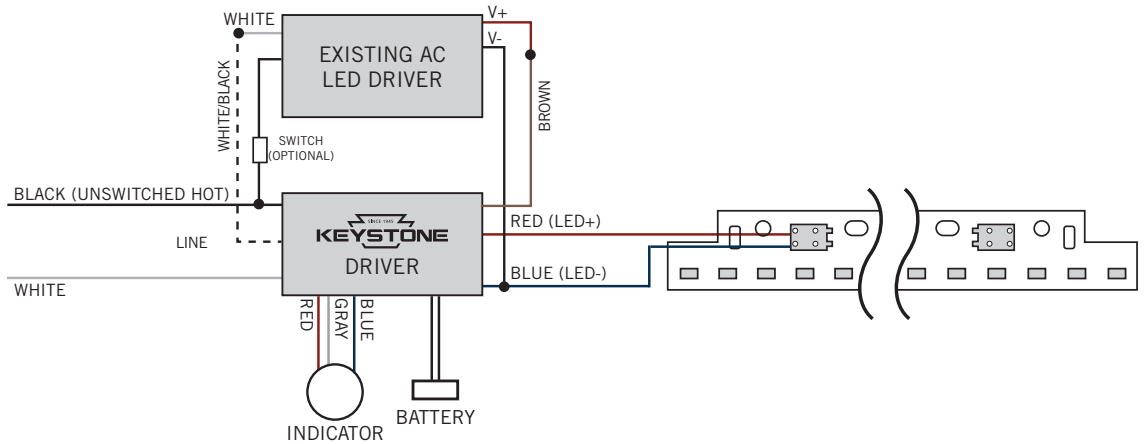 WHITE
V+
V-
EXISTING AC
LED DRIVER
WHITE/BLACK
BROWN
SWITCH
(OPTIONAL)
BLACK (UNSWITCHED HOT)
SINCE 1945
KEYSTONE
DRIVER
RED (LED+)
LINE
BLUE (LED-)
WHITE
RED
GRAY
BLUE
BATTERY
INDICATOR